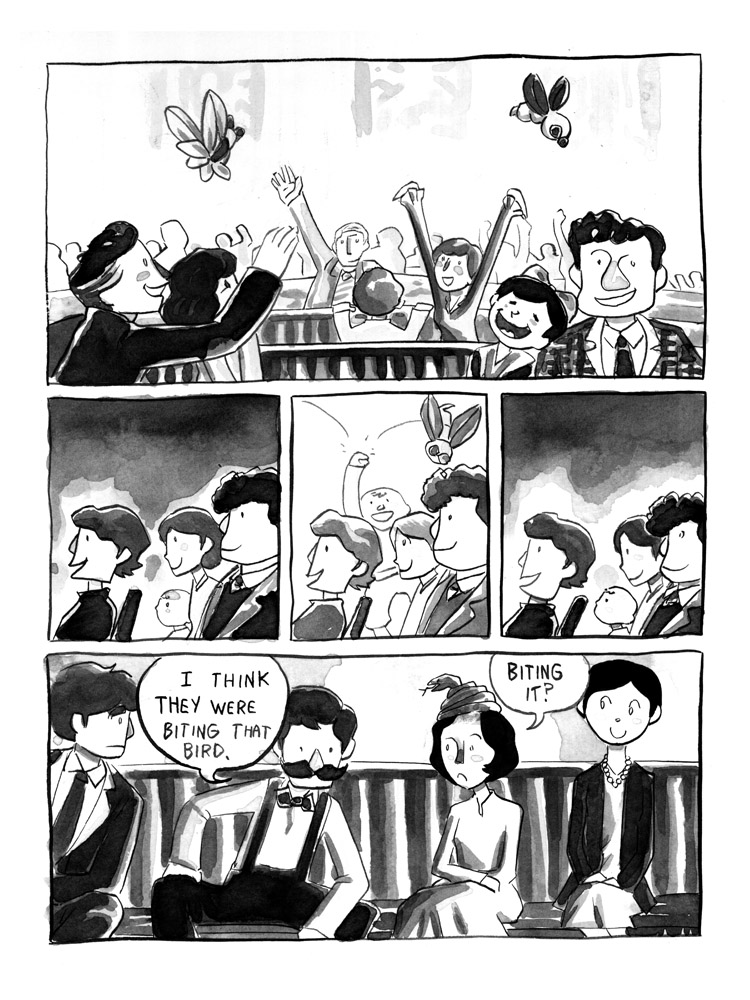 I THINK
THEY WERE
BITING THAT
BIRD.
BITING
IT?